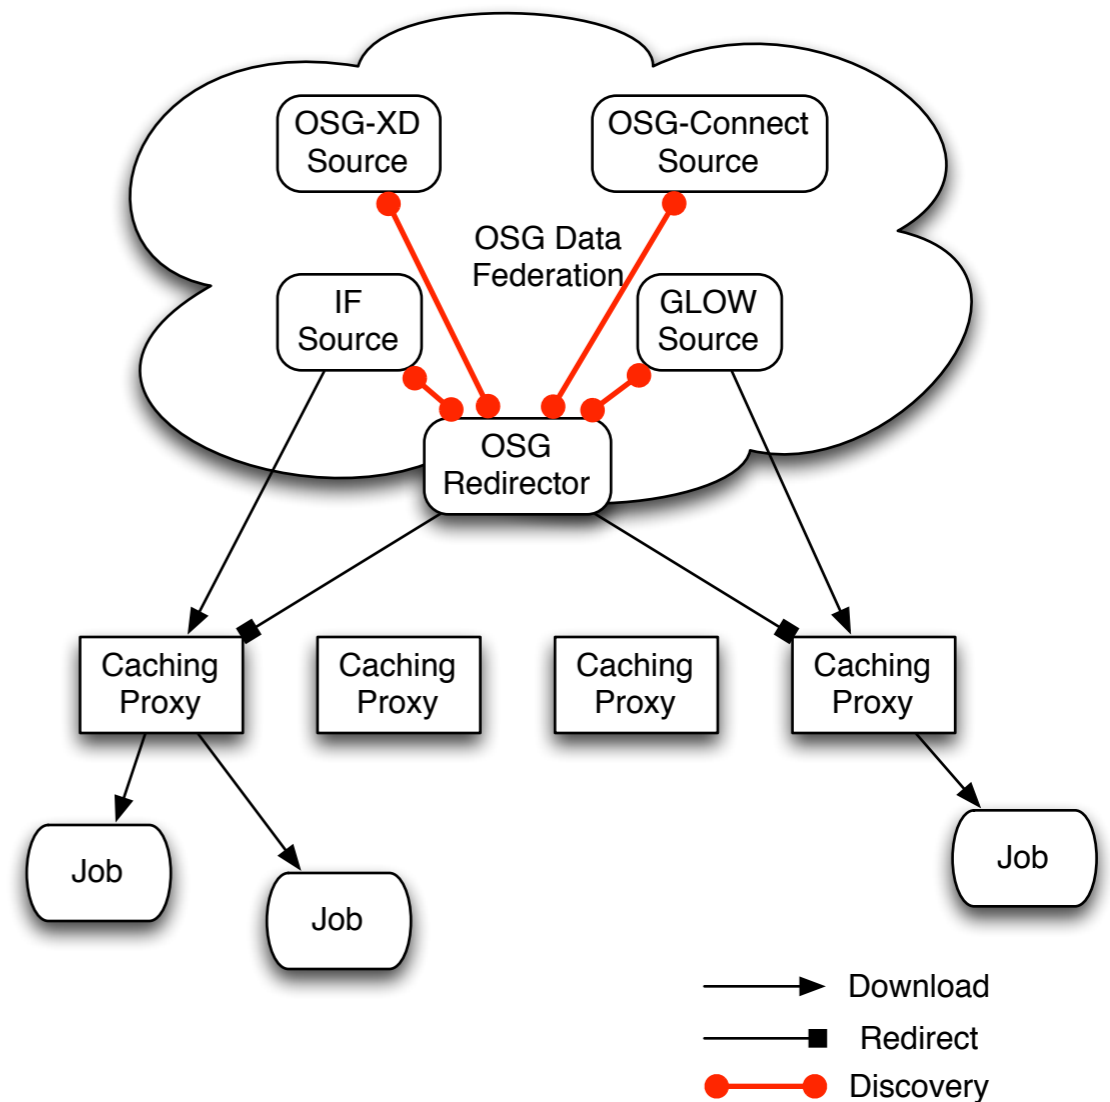 OSG-XD
Source
OSG-Connect
Source
OSG Data
Federation
IF
Source
GLOW
Source
OSG
Redirector
Caching
Proxy
Caching
Proxy
Caching
Proxy
Caching
Proxy
Job
Job
Job
Download
Redirect
Discovery